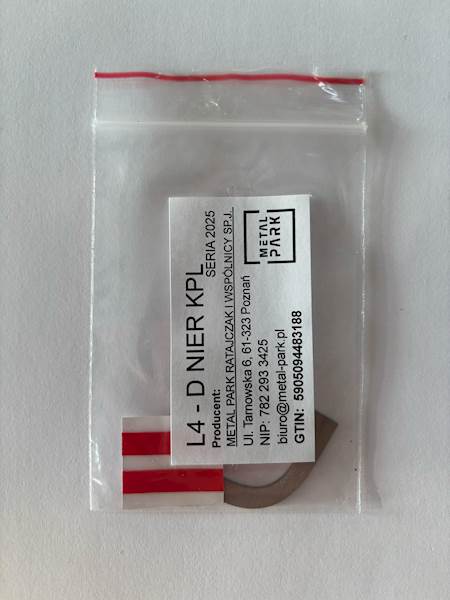 L4 - D NIER KPL
SERIA 2025
Producent:
METAL PARK RATAJCZAK I WSPÓLNICY SP.J.
Ul. Tarnowska 6, 61-323 Poznań
NIP: 782 293 3425
biuro@metal-park.pl
GTIN: 5905094483188
METAL
PARK